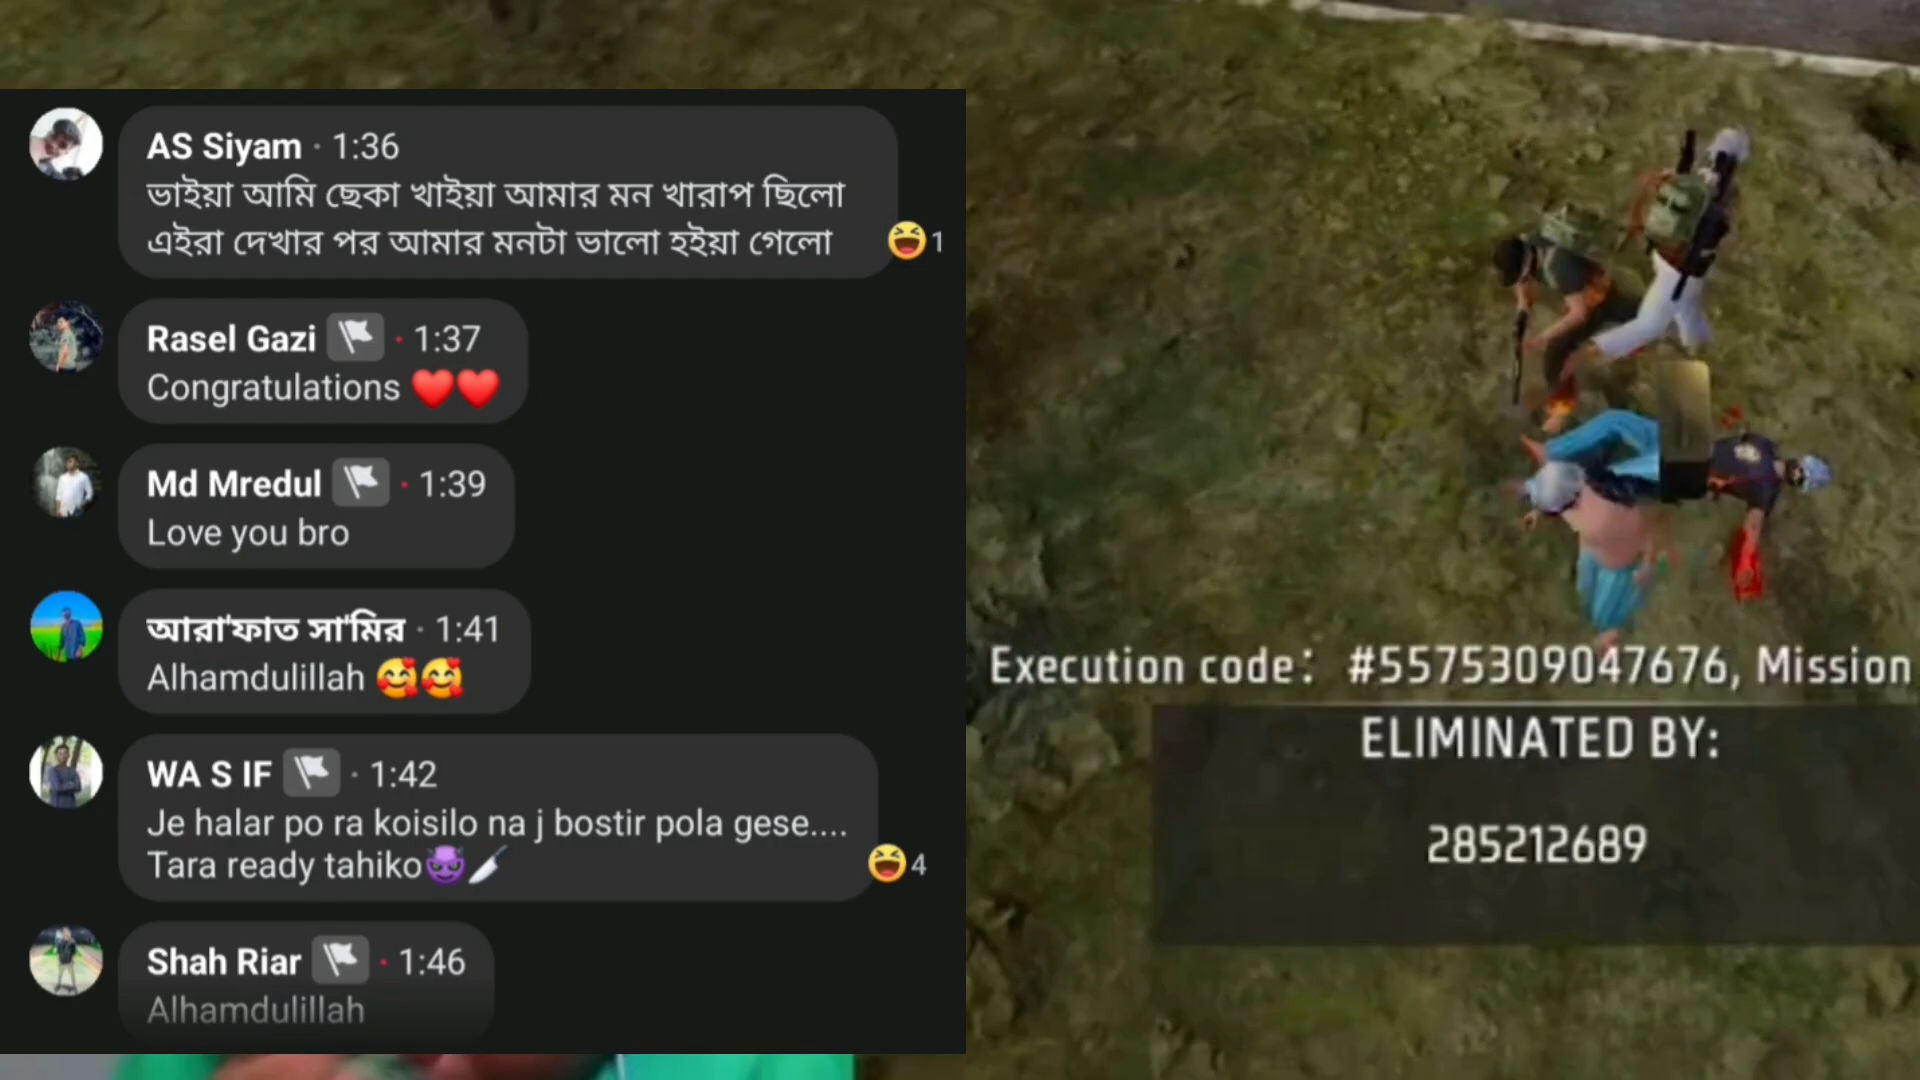 AS Siyam · 1:36
ভাইয়া আমি ছেকা খাইয়া আমার মন খারাপ ছিলো
এইরা দেখার পর আমার মনটা ভালো হইয়া গেলো
😆1
Rasel Gazi · 1:37
Congratulations ❤️❤️
Md Mredul · 1:39
Love you bro
আরা'ফাত সা'মির · 1:41
Alhamdulillah 🥰🥰
WA S IF · 1:42
Je halar po ra koisilo na j bostir pola gese....
Tara ready tahiko😈🔪
😆4
Shah Riar · 1:46
Alhamdulillah
Execution code: #5575309047676, Mission
ELIMINATED BY:
285212689